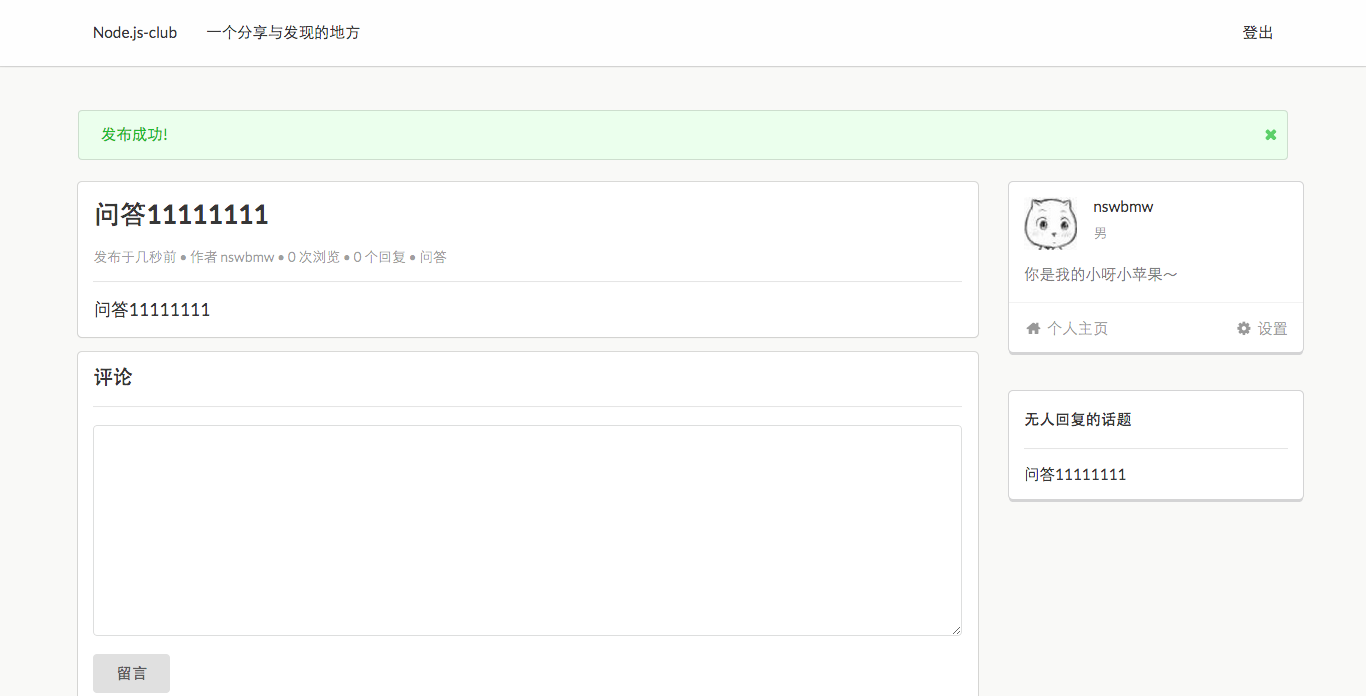 Node.js-club 一个分享与发现的地方 登出
发布成功!
问答11111111
发布于几秒前 • 作者 nswbmw • 0 次浏览 • 0 个回复 • 问答
问答11111111
评论
留言
nswbmw
男
你是我的小呀小苹果～
个人主页 设置
无人回复的话题
问答11111111